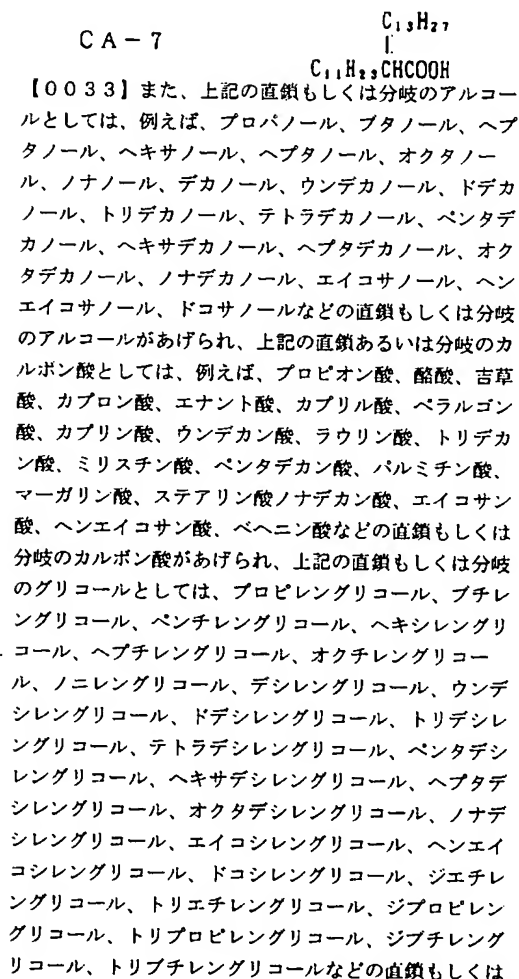 C₁₃H₂₇
CA－7
C₁₁H₂₃CHCOOH
【００３３】また、上記の直鎖もしくは分岐のアルコー
ルとしては、例えば、プロパノール、ブタノール、ヘプ
タノール、ヘキサノール、ヘプタノール、オクタノー
ル、ノナノール、デカノール、ウンデカノール、ドデカ
ノール、トリデカノール、テトラデカノール、ペンタデ
カノール、ヘキサデカノール、ヘプタデカノール、オク
タデカノール、ノナデカノール、エイコサノール、ヘン
エイコサノール、ドコサノールなどの直鎖もしくは分岐
のアルコールがあげられ、上記の直鎖あるいは分岐のカ
ルボン酸としては、例えば、プロピオン酸、酪酸、吉草
酸、カプロン酸、エナント酸、カプリル酸、ペラルゴン
酸、カプリン酸、ウンデカン酸、ラウリン酸、トリデカ
ン酸、ミリスチン酸、ペンタデカン酸、パルミチン酸、
マーガリン酸、ステアリン酸ノナデカン酸、エイコサン
酸、ヘンエイコサン酸、ベヘニン酸などの直鎖もしくは
分岐のカルボン酸があげられ、上記の直鎖もしくは分岐
のグリコールとしては、プロピレングリコール、ブチレ
ングリコール、ペンチレングリコール、ヘキシレングリ
コール、ヘプチレングリコール、オクチレングリコー
ル、ノニレングリコール、デシレングリコール、ウンデ
シレングリコール、ドデシレングリコール、トリデシレ
ングリコール、テトラデシレングリコール、ペンタデシ
レングリコール、ヘキサデシレングリコール、ヘプタデ
シレングリコール、オクタデシレングリコール、ノナデ
シレングリコール、エイコシレングリコール、ヘンエイ
コシレングリコール、ドコシレングリコール、ジエチレ
ングリコール、トリエチレングリコール、ジプロピレン
グリコール、トリプロピレングリコール、ジブチレング
リコール、トリブチレングリコールなどの直鎖もしくは